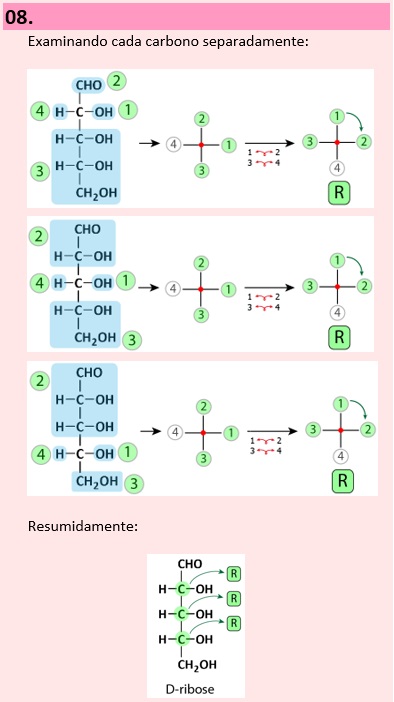 08.
Examinando cada carbono separadamente:
CHO 2
4 H–C–OH 1
H–C–OH
3 H–C–OH
CH2OH
2
4 1
3
1 2
3 4
1
3 2
4
R
CHO
2
H–C–OH
4 H–C–OH 1
H–C–OH
CH2OH 3
2
4 1
3
1 2
3 4
1
3 2
4
R
CHO
2
H–C–OH
H–C–OH
4 H–C–OH 1
CH2OH 3
2
4 1
3
1 2
3 4
1
3 2
4
R
Resumidamente:
CHO
R
H–C–OH
R
H–C–OH
R
H–C–OH
CH2OH
D-ribose